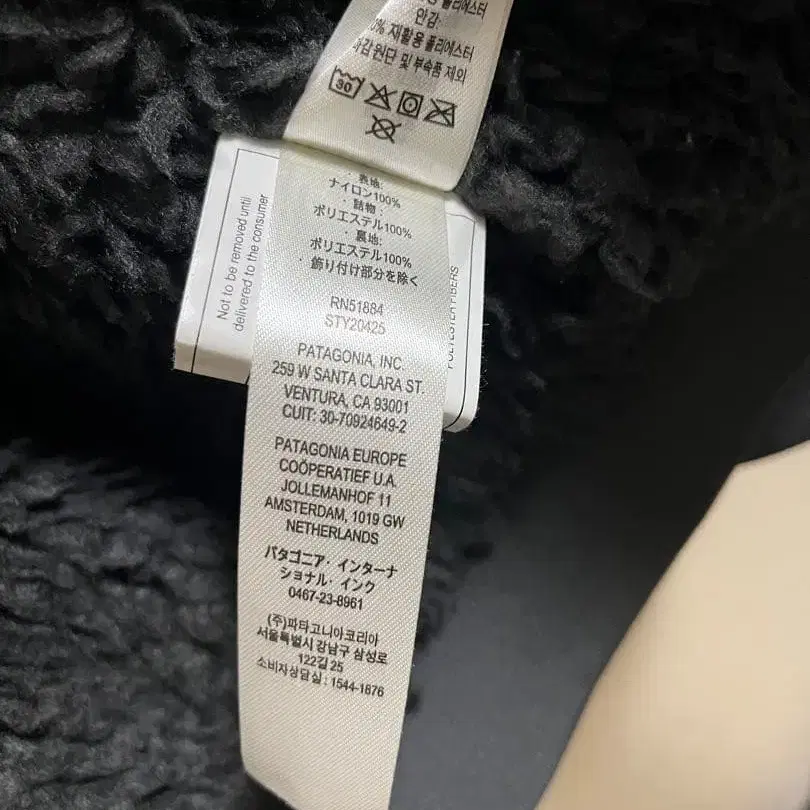 폴리에스터
안감:
재활용 폴리에스터
마감원단 및 부속품 제외
30
· 表地:
ナイロン100%
· 詰物:
ポリエステル100%
· 裏地:
ポリエステル100%
· 飾り付け部分を除く
Not to be removed until
delivered to the consumer
POLYESTER FIBERS
RN51884
STY20425
PATAGONIA, INC.
259 W SANTA CLARA ST.
VENTURA, CA 93001
CUIT: 30-70924649-2
PATAGONIA EUROPE
COÖPERATIEF U.A.
JOLLEMANHOF 11
AMSTERDAM, 1019 GW
NETHERLANDS
パタゴニア・インターナ
ショナル・インク
0467-23-8961
(주)파타고니아코리아
서울특별시 강남구 삼성로
122길 25
소비자상담실 : 1544-1876